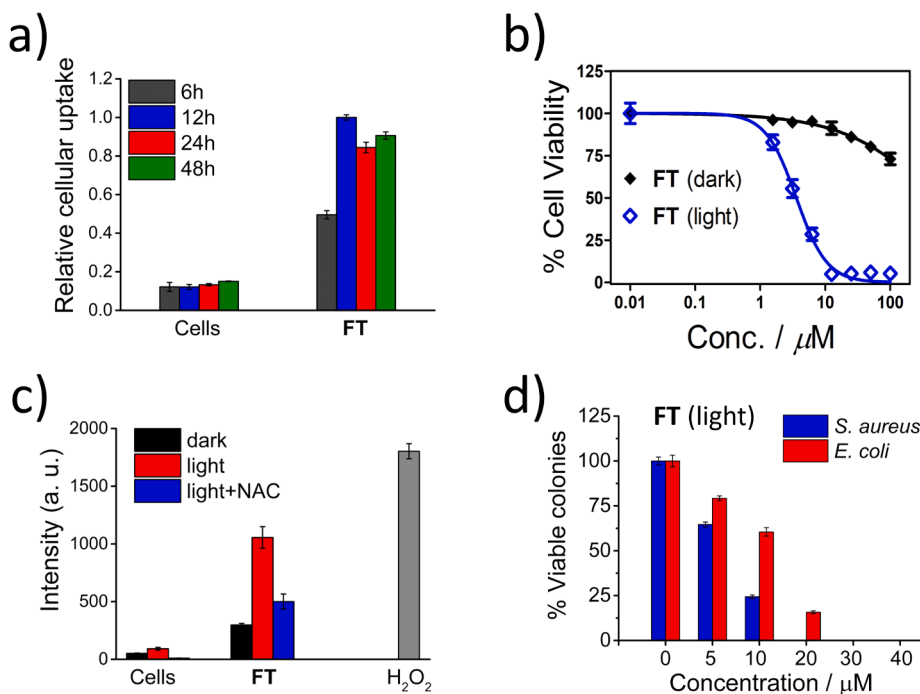 a)
Relative cellular uptake
1.2
1.0
0.8
0.6
0.4
0.2
0.0
6h
12h
24h
48h
Cells
FT
b)
% Cell Viability
125
100
75
50
25
0
FT (dark)
FT (light)
0.01
0.1
1
10
100
Conc. / μM
c)
Intensity (a. u.)
2000
1500
1000
500
0
dark
light
light+NAC
Cells
FT
H₂O₂
d)
% Viable colonies
125
100
75
50
25
0
FT (light)
S. aureus
E. coli
0
5
10
20
30
40
Concentration / μM